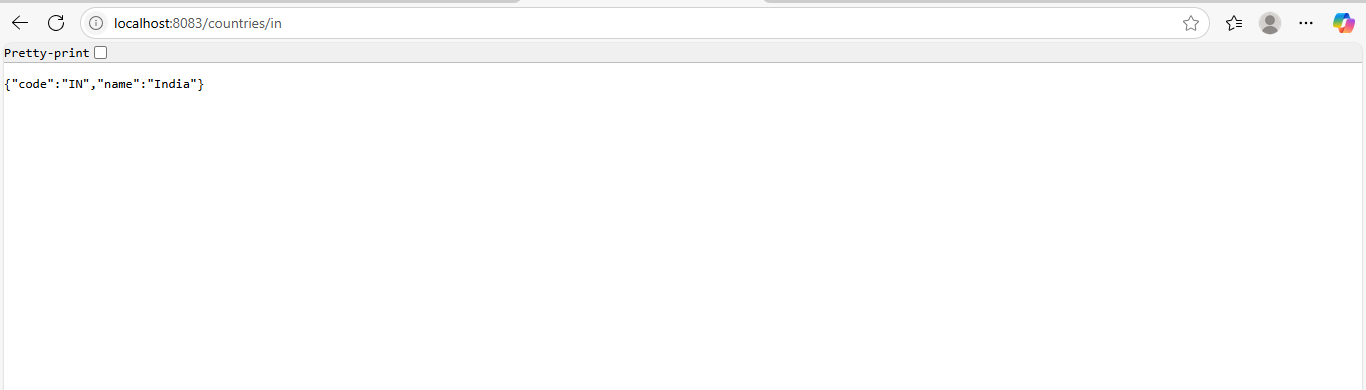 localhost:8083/countries/in
Pretty-print
{"code":"IN","name":"India"}